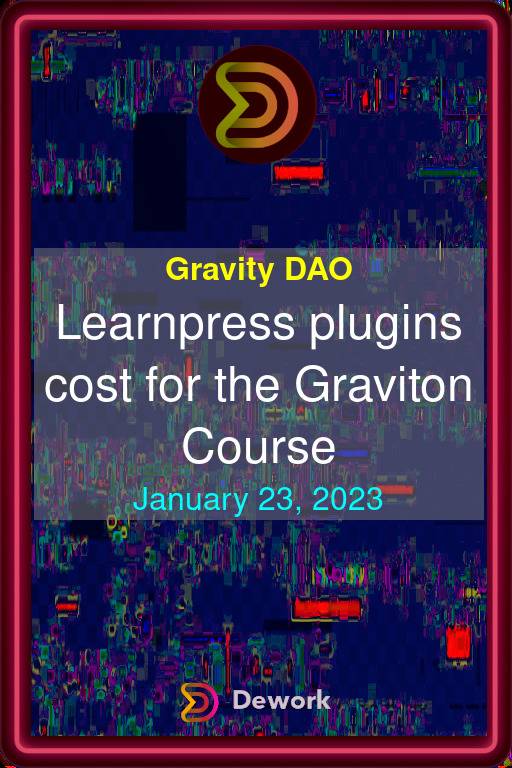 Gravity DAO
Learnpress plugins
cost for the Graviton
Course
January 23, 2023
Dework